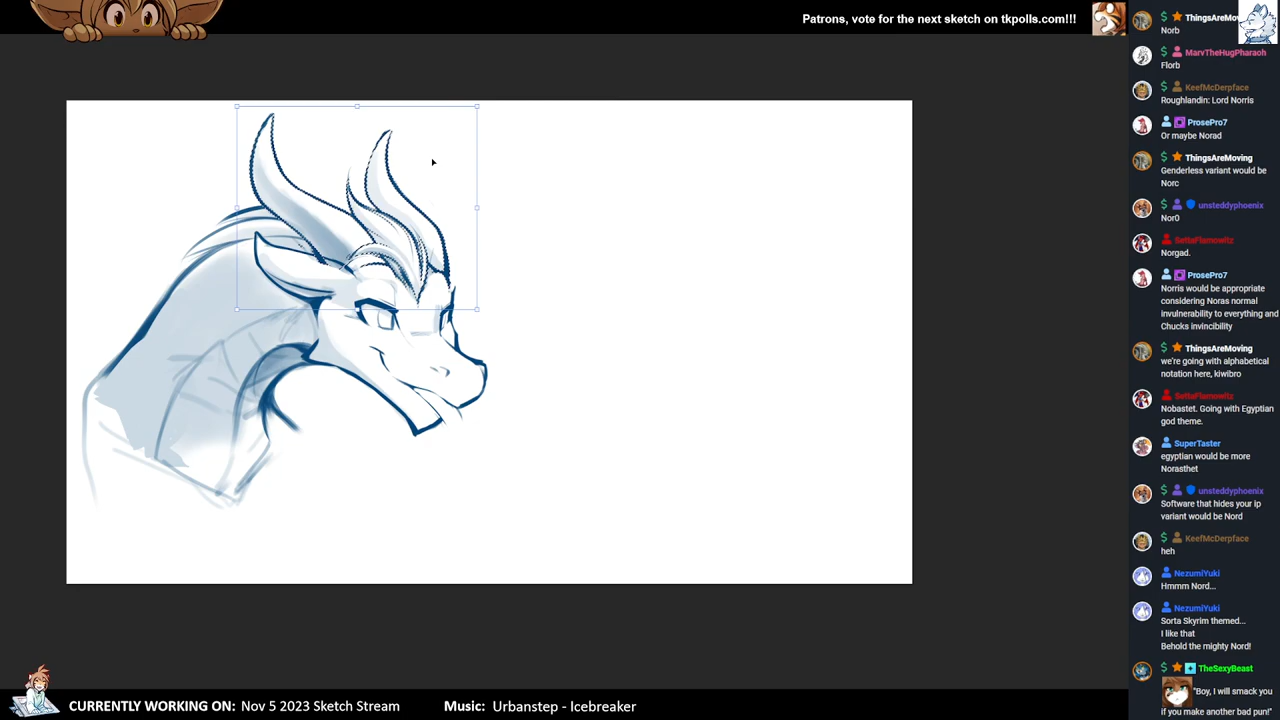 Patrons, vote for the next sketch on tkpolls.com!!!
ThingsAreMov
Norb
MarvTheHugPharaoh
Florb
KeefMcDerpface
Roughlandin: Lord Norris
ProsePro7
Or maybe Norad
ThingsAreMoving
Genderless variant would be
Norc
unsteddyphoenix
Nor0
SettaFlamowitz
Norgad.
ProsePro7
Norris would be appropriate
considering Noras normal
invulnerability to everything and
Chucks invincibility
ThingsAreMoving
we're going with alphabetical
notation here, kiwibro
SettaFlamowitz
Nobastet. Going with Egyptian
god theme.
SuperTaster
egyptian would be more
Norasthet
unsteddyphoenix
Software that hides your ip
variant would be Nord
KeefMcDerpface
heh
NezumiYuki
Hmmm Nord...
NezumiYuki
Sorta Skyrim themed...
I like that
Behold the mighty Nord!
TheSexyBeast
"Boy, I will smack you
if you make another bad pun!"
CURRENTLY WORKING ON: Nov 5 2023 Sketch Stream
Music: Urbanstep - Icebreaker